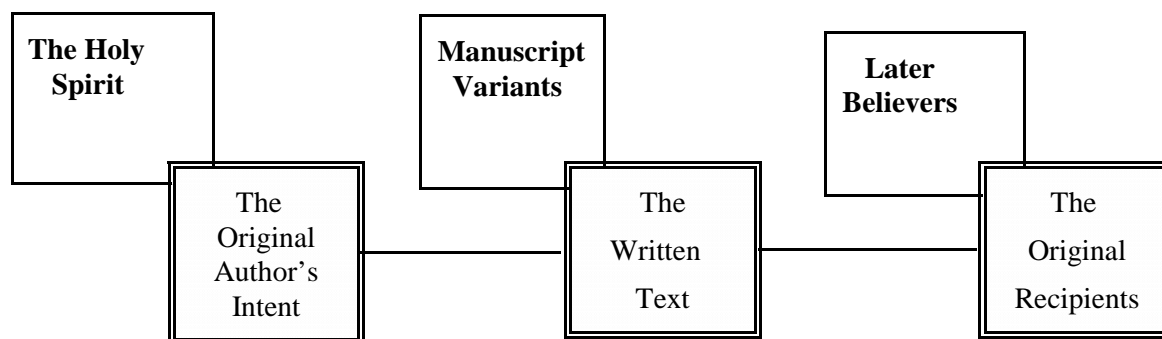 The Holy
Spirit
Manuscript
Variants
Later
Believers
The
Original
Author’s
Intent
The
Written
Text
The
Original
Recipients